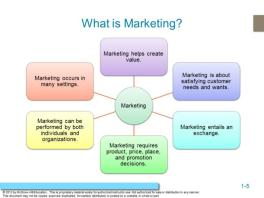 What is Marketing?
Marketing helps create
value.
Marketing occurs in
many settings.
Marketing is about
satisfying customer
needs and wants.
Marketing
Marketing can be
performed by both
individuals and
organizations.
Marketing entails an
exchange.
Marketing requires
product, price, place,
and promotion
decisions.
1-5